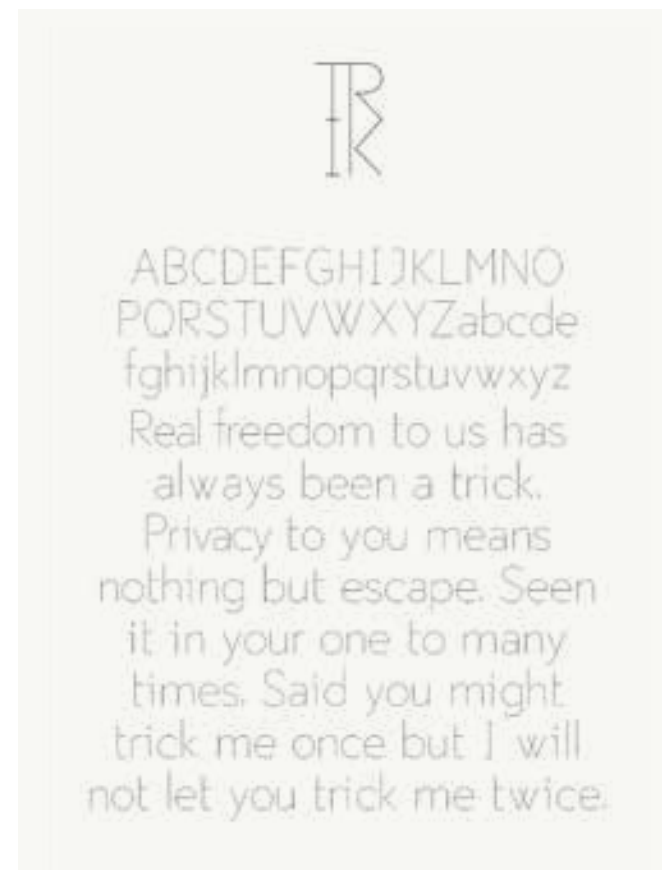 TRIK
ABCDEFGHIJKLMNO
PQRSTUVWXYZabcde
fghijklmnopqrstuvwxyz
Real freedom to us has
always been a trick.
Privacy to you means
nothing but escape. Seen
it in your one to many
times. Said you might
trick me once but I will
not let you trick me twice.